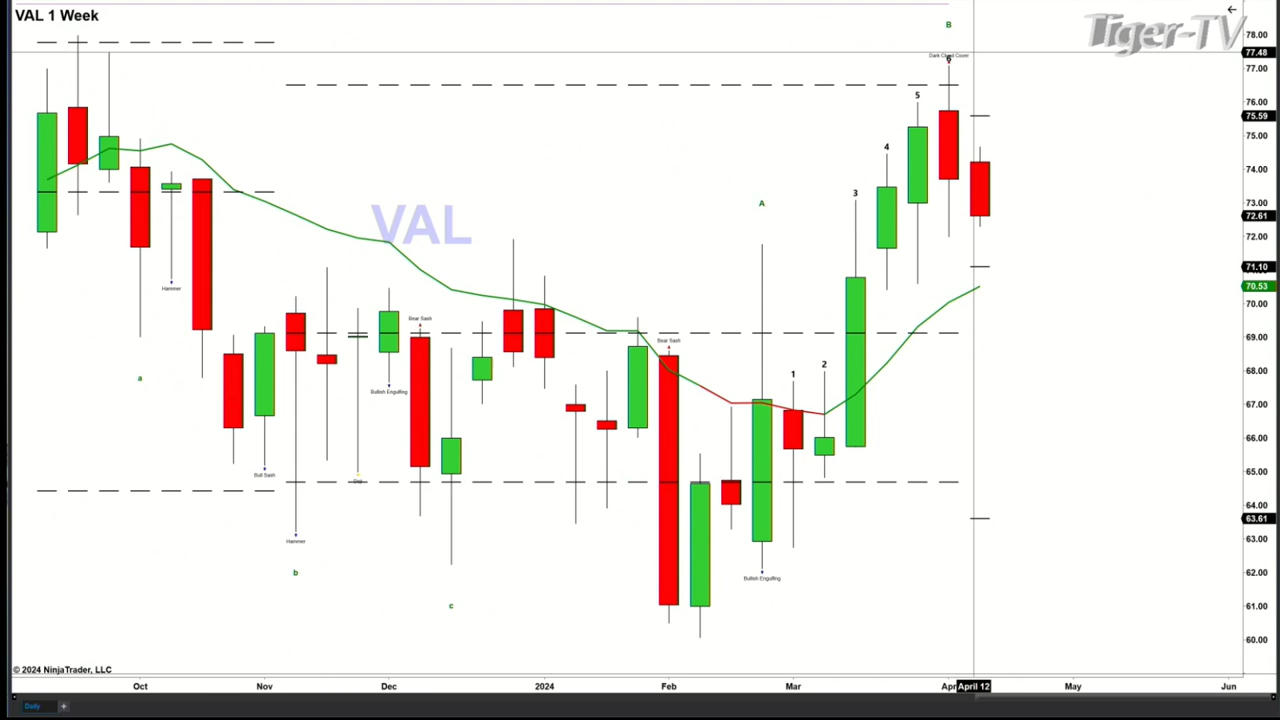 VAL 1 Week
Tiger-TV
B
Dark Cloud Cover
6
5
4
3
A
VAL
Hammer
Bear Sash
Bear Sash
a
Bullish Engulfing
1
2
Bull Sash
Hammer
Bullish Engulfing
b
c
78.00
77.48
77.00
76.00
75.59
75.00
74.00
73.00
72.61
72.00
71.10
70.53
70.00
69.00
68.00
67.00
66.00
65.00
64.00
63.61
63.00
62.00
61.00
60.00
© 2024 NinjaTrader, LLC
Oct Nov Dec 2024 Feb Mar Apr April 12 May Jun
Daily +